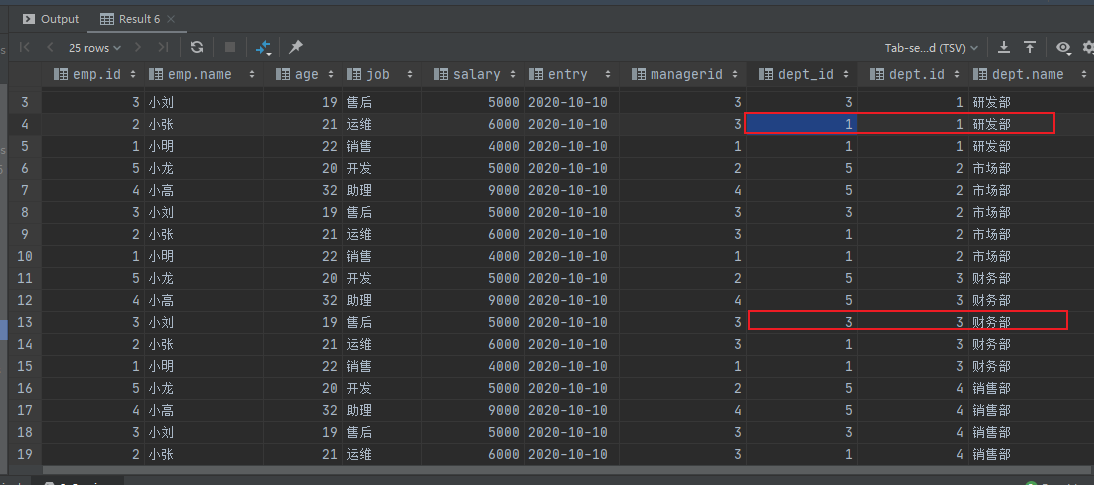 Output Result 6
25 rows Tab-se...d (TSV)
emp.id emp.name age job salary entry managerid dept_id dept.id dept.name
3 3 小刘 19 售后 5000 2020-10-10 3 3 1 研发部
4 2 小张 21 运维 6000 2020-10-10 3 1 1 研发部
5 1 小明 22 销售 4000 2020-10-10 1 1 1 研发部
6 5 小龙 20 开发 5000 2020-10-10 2 5 2 市场部
7 4 小高 32 助理 9000 2020-10-10 4 5 2 市场部
8 3 小刘 19 售后 5000 2020-10-10 3 3 2 市场部
9 2 小张 21 运维 6000 2020-10-10 3 1 2 市场部
10 1 小明 22 销售 4000 2020-10-10 1 1 2 市场部
11 5 小龙 20 开发 5000 2020-10-10 2 5 3 财务部
12 4 小高 32 助理 9000 2020-10-10 4 5 3 财务部
13 3 小刘 19 售后 5000 2020-10-10 3 3 3 财务部
14 2 小张 21 运维 6000 2020-10-10 3 1 3 财务部
15 1 小明 22 销售 4000 2020-10-10 1 1 3 财务部
16 5 小龙 20 开发 5000 2020-10-10 2 5 4 销售部
17 4 小高 32 助理 9000 2020-10-10 4 5 4 销售部
18 3 小刘 19 售后 5000 2020-10-10 3 3 4 销售部
19 2 小张 21 运维 6000 2020-10-10 3 1 4 销售部